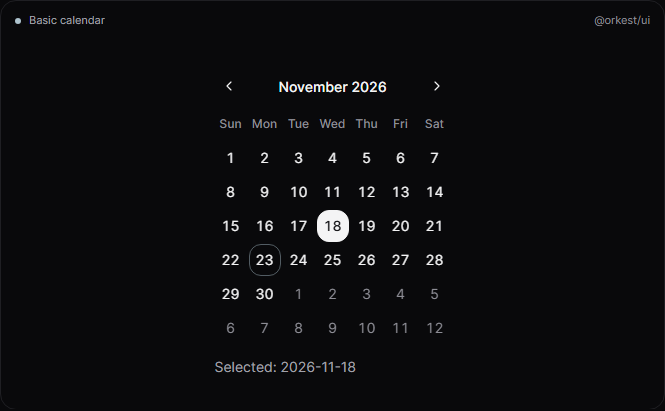 Basic calendar @orkest/ui
November 2026
Sun Mon Tue Wed Thu Fri Sat
1 2 3 4 5 6 7
8 9 10 11 12 13 14
15 16 17 18 19 20 21
22 23 24 25 26 27 28
29 30 1 2 3 4 5
6 7 8 9 10 11 12
Selected: 2026-11-18